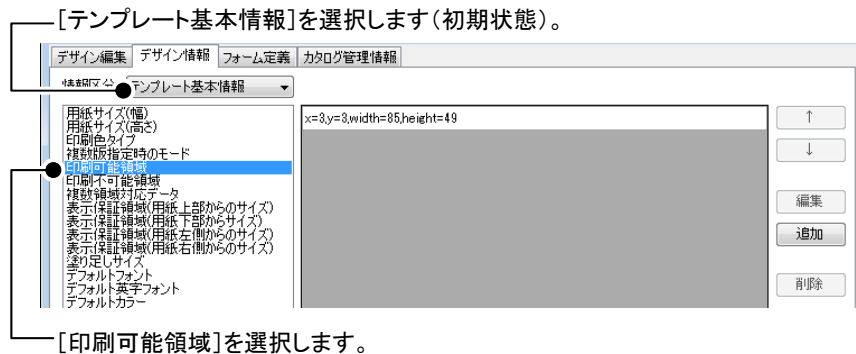 [テンプレート基本情報]を選択します(初期状態)。
デザイン編集 デザイン情報 フォーム定義 カタログ管理情報
情報区分 テンプレート基本情報
用紙サイズ(幅)
用紙サイズ(高さ)
印刷色タイプ
複数版指定時のモード
印刷可能領域
印刷不可能領域
複数領域対応データ
表示保証領域(用紙上部からのサイズ)
表示保証領域(用紙下部からサイズ)
表示保証領域(用紙左側からのサイズ)
表示保証領域(用紙右側からのサイズ)
塗り足しサイズ
デフォルトフォント
デフォルト英字フォント
デフォルトカラー
x=3,y=3,width=85,height=49
↑
↓
編集
追加
削除
[印刷可能領域]を選択します。